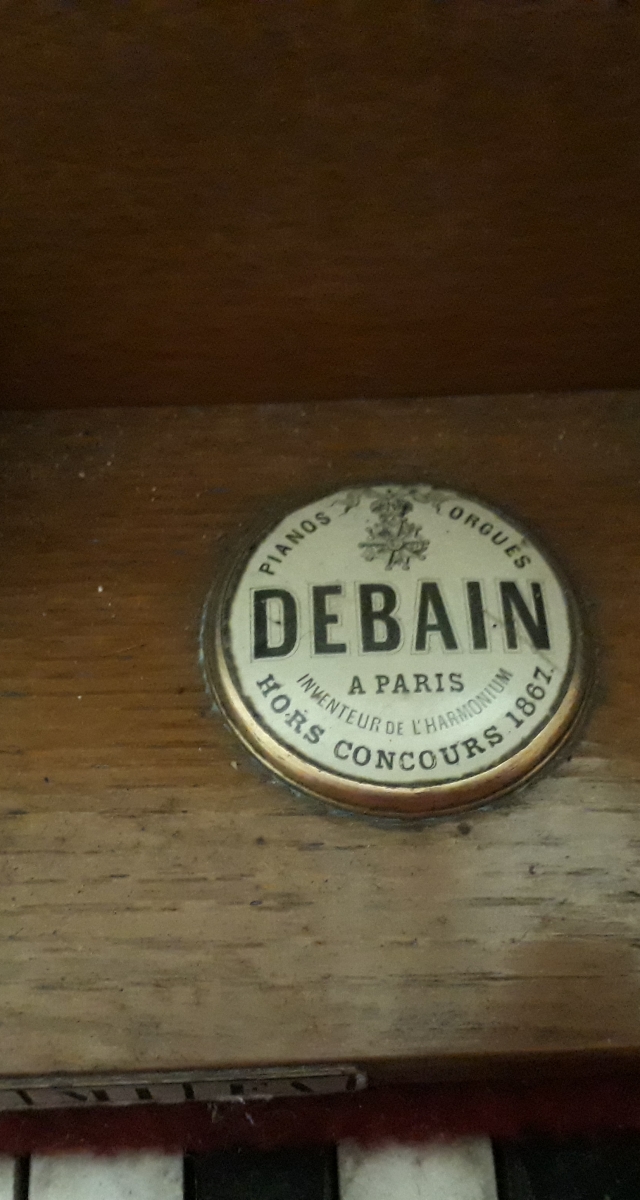 PIANOS ORGUES
DEBAIN
A PARIS
INVENTEUR DE L'HARMONIUM
HORS CONCOURS 1867